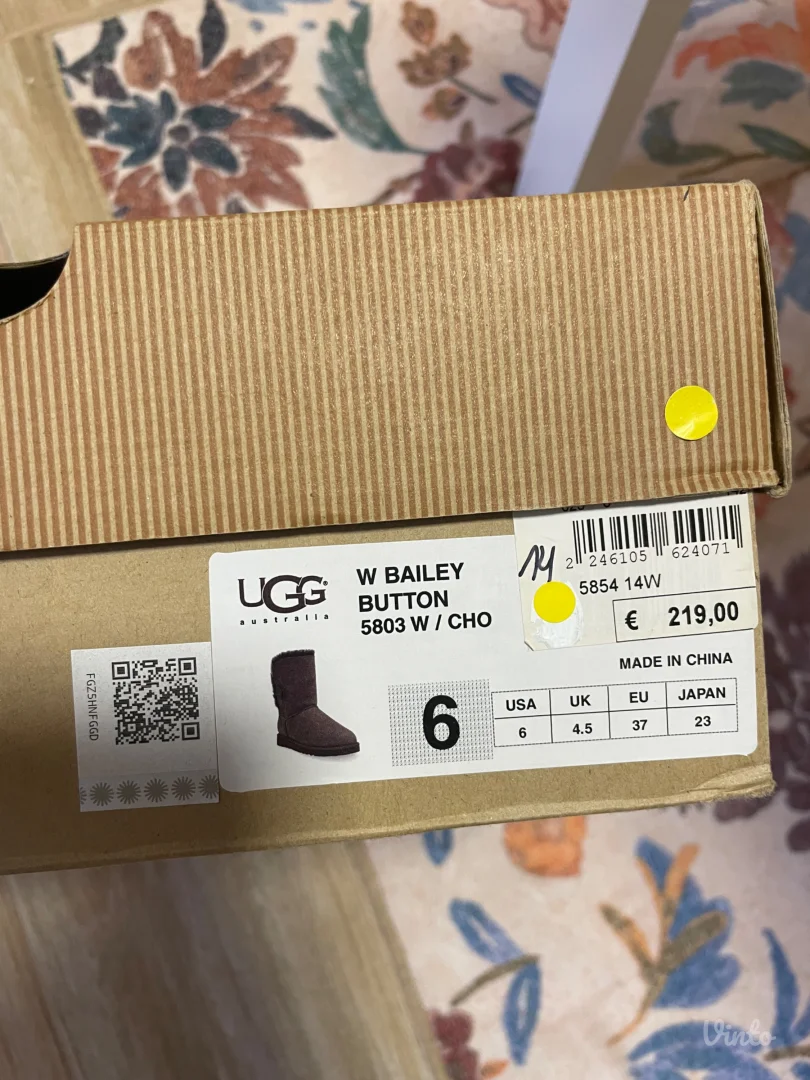 14
2 246105 624071
5854 14W
€ 219,00
UGG®
australia
W BAILEY
BUTTON
5803 W / CHO
MADE IN CHINA
FGZ5HNFGGD
6
USA UK EU JAPAN
6 4.5 37 23
Vinto